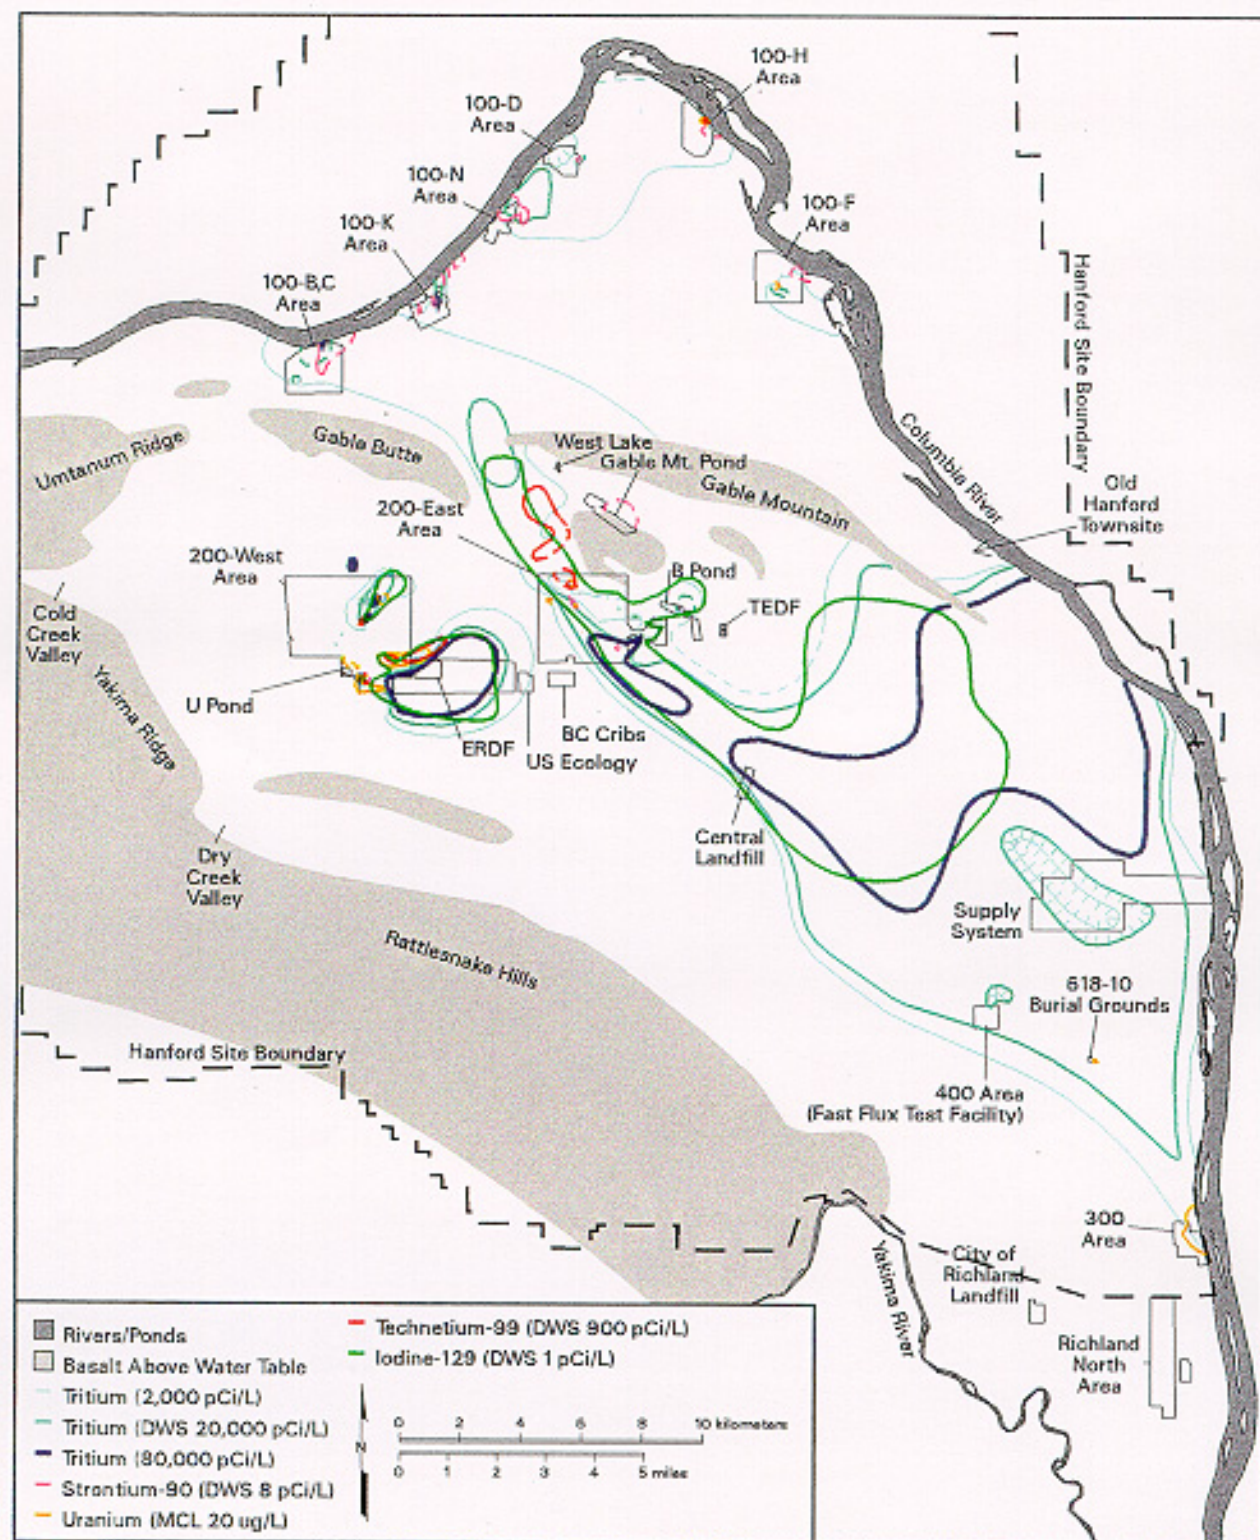 100-H
Area
100-D
Area
100-N
Area
100-F
Area
100-K
Area
100-B,C
Area
Hanford Site Boundary
Columbia River
Umtanum Ridge
Gable Butte
West Lake
Gable Mt. Pond
Gable Mountain
Old
Hanford
Townsite
200-East
Area
200-West
Area
B Pond
TEDF
Cold
Creek
Valley
Yakima Ridge
U Pond
ERDF
BC Cribs
US Ecology
Central
Landfill
Dry
Creek
Valley
Supply
System
Rattlesnake Hills
618-10
Burial Grounds
Hanford Site Boundary
400 Area
(Fast Flux Test Facility)
300
Area
City of
Richland
Landfill
Yakima River
Richland
North
Area
Rivers/Ponds
Basalt Above Water Table
Tritium (2,000 pCi/L)
Tritium (DWS 20,000 pCi/L)
Tritium (80,000 pCi/L)
Strontium-90 (DWS 8 pCi/L)
Uranium (MCL 20 ug/L)
Technetium-99 (DWS 900 pCi/L)
Iodine-129 (DWS 1 pCi/L)
N
0 2 4 6 8 10 kilometers
0 1 2 3 4 5 miles